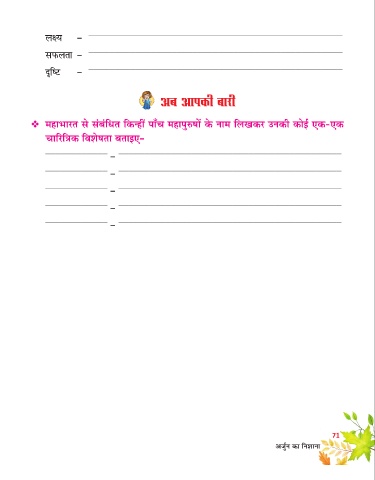 लक्ष्य –
सफलता –
दृष्टि –
अब आपकी बारी
❖ महाभारत से संबंधित किन्हीं पाँच महापुरुषों के नाम लिखकर उनकी कोई एक-एक
चारित्रिक विशेषता बताइए-
–
–
–
–
–
71
अर्जुन का निशाना